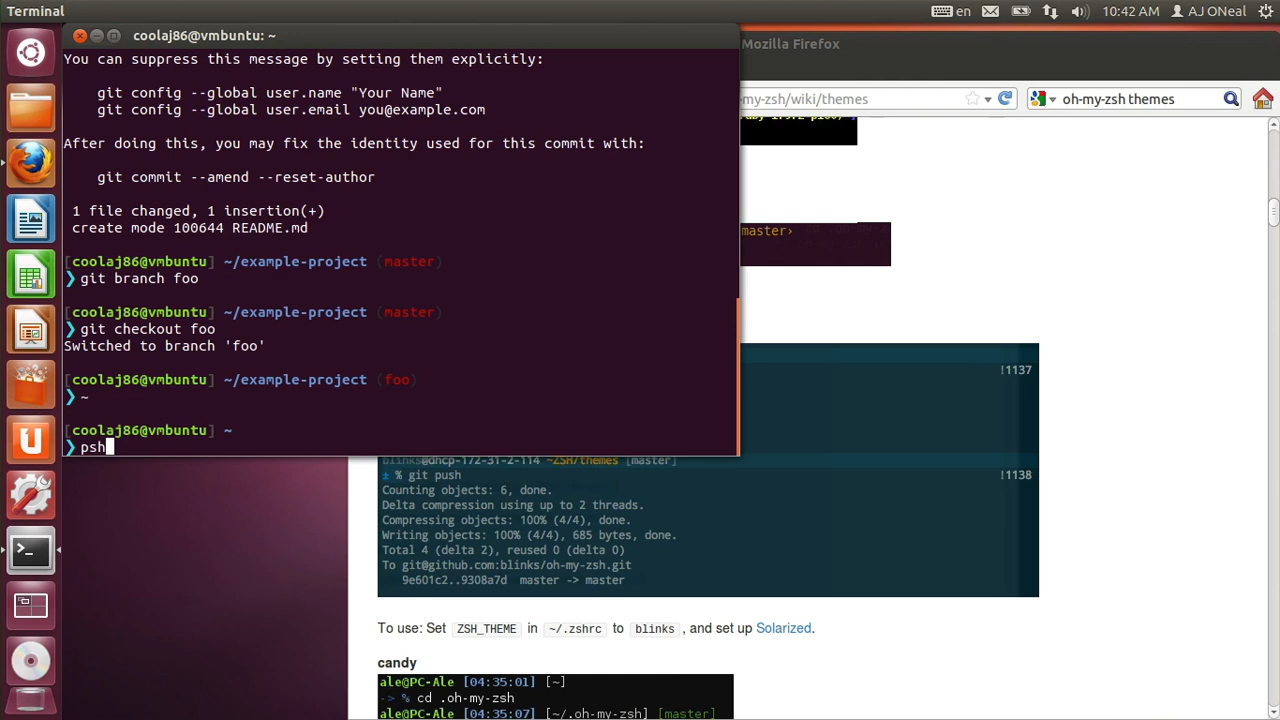 Terminal
en
10:42 AM
AJ ONeal
coolaj86@vmbuntu: ~
You can suppress this message by setting them explicitly:
git config --global user.name "Your Name"
git config --global user.email you@example.com
After doing this, you may fix the identity used for this commit with:
git commit --amend --reset-author
1 file changed, 1 insertion(+)
create mode 100644 README.md
[coolaj86@vmbuntu] ~/example-project (master)
❯ git branch foo
[coolaj86@vmbuntu] ~/example-project (master)
❯ git checkout foo
Switched to branch 'foo'
[coolaj86@vmbuntu] ~/example-project (foo)
❯ ~
[coolaj86@vmbuntu] ~
❯ psh
Mozilla Firefox
my-zsh/wiki/themes
oh-my-zsh themes
master›
!1137
blinks@dhcp-172-31-2-114 ~ZSH/themes [master]
± % git push
!1138
Counting objects: 6, done.
Delta compression using up to 2 threads.
Compressing objects: 100% (4/4), done.
Writing objects: 100% (4/4), 685 bytes, done.
Total 4 (delta 2), reused 0 (delta 0)
To git@github.com:blinks/oh-my-zsh.git
9e601c2..9308a7d master -> master
To use: Set ZSH_THEME in ~/.zshrc to blinks , and set up Solarized.
candy
ale@PC-Ale [04:35:01] [~]
-> % cd .oh-my-zsh
ale@PC-Ale [04:35:07] [~/.oh-my-zsh] [master]